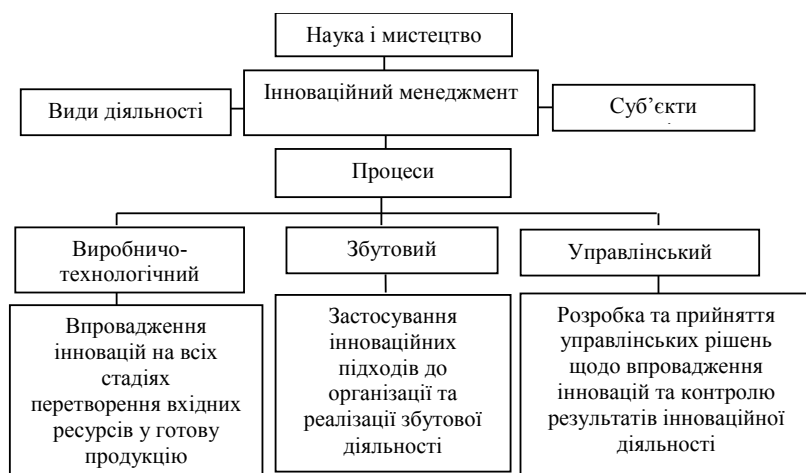 Наука і мистецтво
Інноваційний менеджмент
Види діяльності
Суб’єкти
Процеси
Виробничо-
технологічний
Збутовий
Управлінський
Впровадження
інновацій на всіх
стадіях
перетворення вхідних
ресурсів у готову
продукцію
Застосування
інноваційних
підходів до
організації та
реалізації збутової
діяльності
Розробка та прийняття
управлінських рішень
щодо впровадження
інновацій та контролю
результатів інноваційної
діяльності